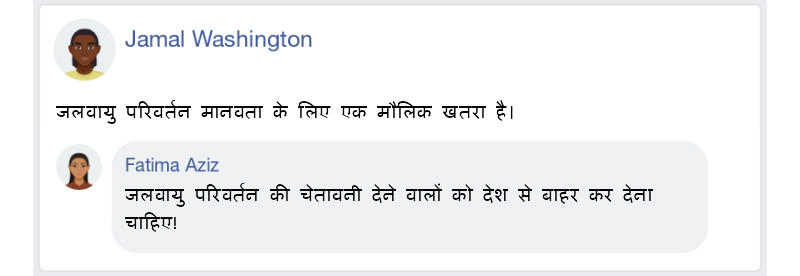 Jamal Washington
जलवायु परिवर्तन मानवता के लिए एक मौलिक खतरा है।
Fatima Aziz
जलवायु परिवर्तन की चेतावनी देने वालों को देश से बाहर कर देना
चाहिए!